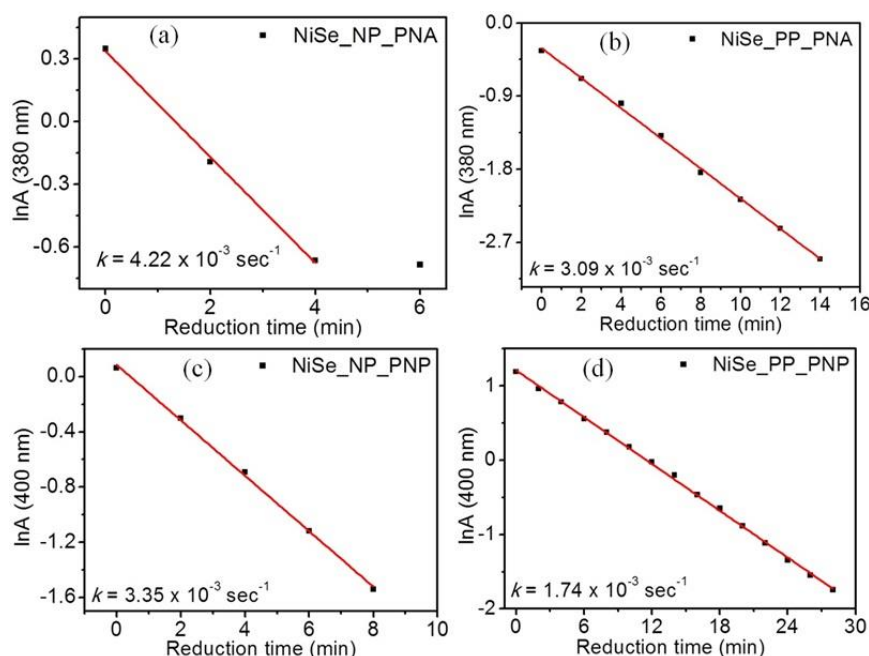 (a)
NiSe_NP_PNA
lnA (380 nm)
0.3
0.0
-0.3
-0.6
k = 4.22 x 10⁻³ sec⁻¹
0 2 4 6
Reduction time (min)
(b)
NiSe_PP_PNA
lnA (380 nm)
0.0
-0.9
-1.8
-2.7
k = 3.09 x 10⁻³ sec⁻¹
0 2 4 6 8 10 12 14 16
Reduction time (min)
(c)
NiSe_NP_PNP
lnA (400 nm)
0.0
-0.4
-0.8
-1.2
-1.6
k = 3.35 x 10⁻³ sec⁻¹
0 2 4 6 8 10
Reduction time (min)
(d)
NiSe_PP_PNP
lnA (400 nm)
1
0
-1
-2
k = 1.74 x 10⁻³ sec⁻¹
0 6 12 18 24 30
Reduction time (min)